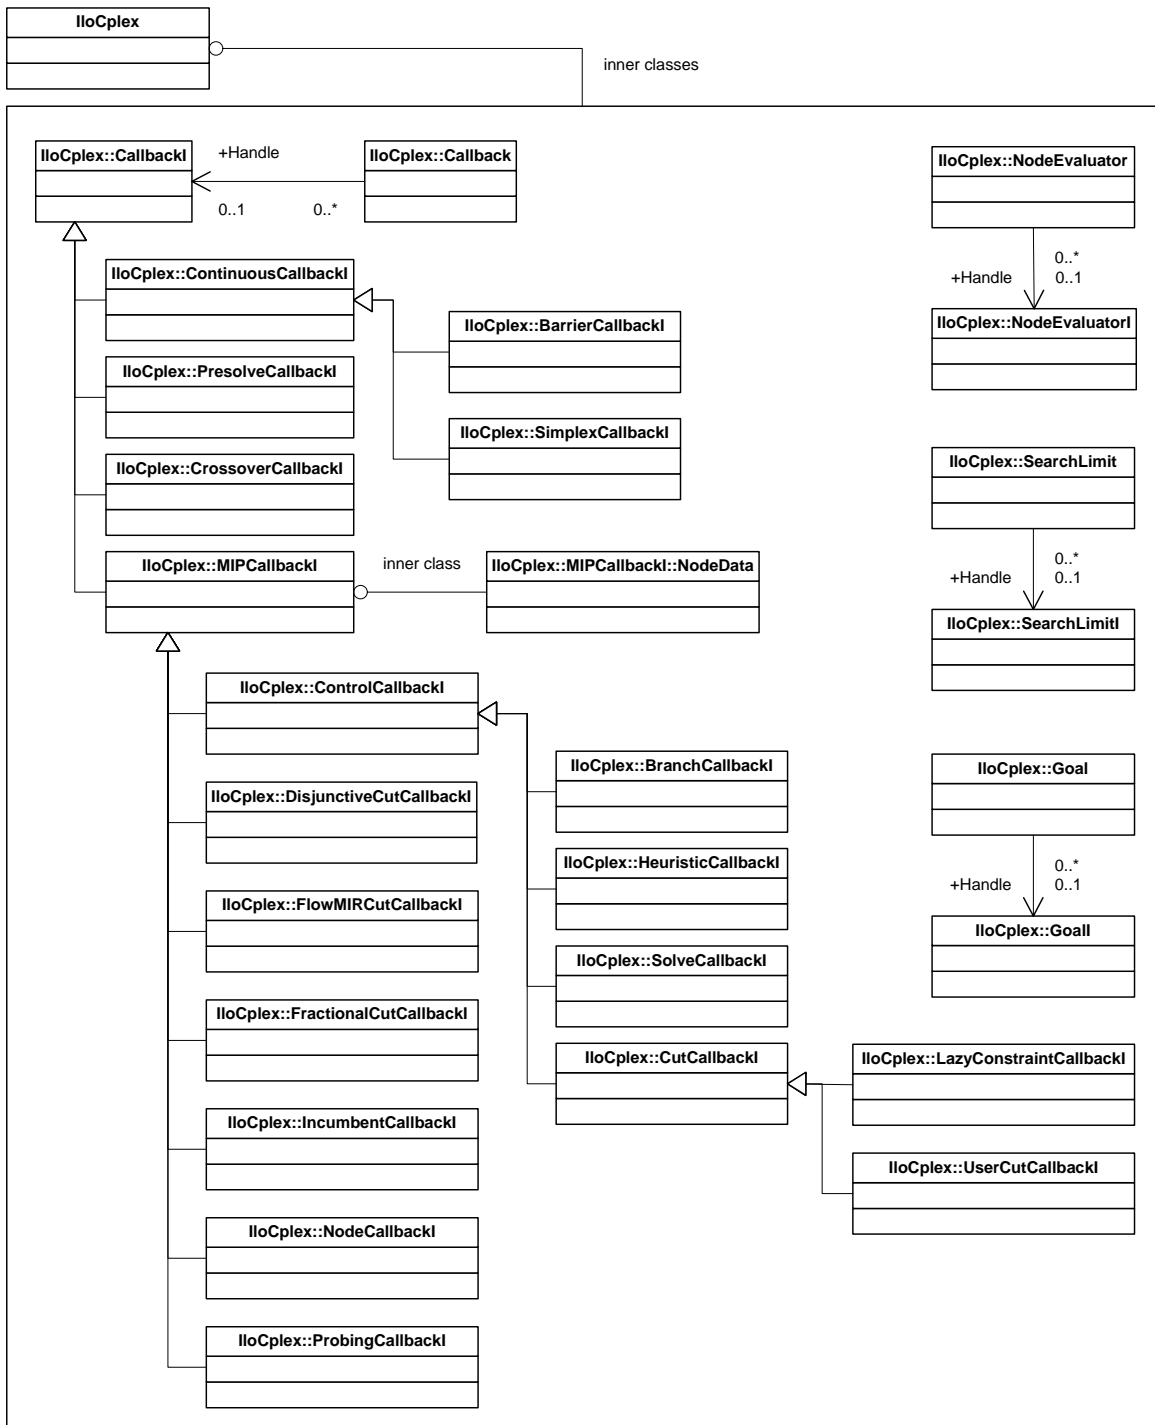 IloCplex
inner classes
IloCplex::CallbackI
+Handle
IloCplex::Callback
0..1
0..*
IloCplex::NodeEvaluator
0..*
+Handle
0..1
IloCplex::NodeEvaluatorI
IloCplex::ContinuousCallbackI
IloCplex::BarrierCallbackI
IloCplex::PresolveCallbackI
IloCplex::SimplexCallbackI
IloCplex::CrossoverCallbackI
IloCplex::SearchLimit
0..*
+Handle
0..1
IloCplex::SearchLimitI
IloCplex::MIPCallbackI
inner class
IloCplex::MIPCallbackI::NodeData
IloCplex::ControlCallbackI
IloCplex::BranchCallbackI
IloCplex::Goal
0..*
+Handle
0..1
IloCplex::GoalI
IloCplex::DisjunctiveCutCallbackI
IloCplex::HeuristicCallbackI
IloCplex::FlowMIRCutCallbackI
IloCplex::SolveCallbackI
IloCplex::FractionalCutCallbackI
IloCplex::CutCallbackI
IloCplex::LazyConstraintCallbackI
IloCplex::IncumbentCallbackI
IloCplex::UserCutCallbackI
IloCplex::NodeCallbackI
IloCplex::ProbingCallbackI